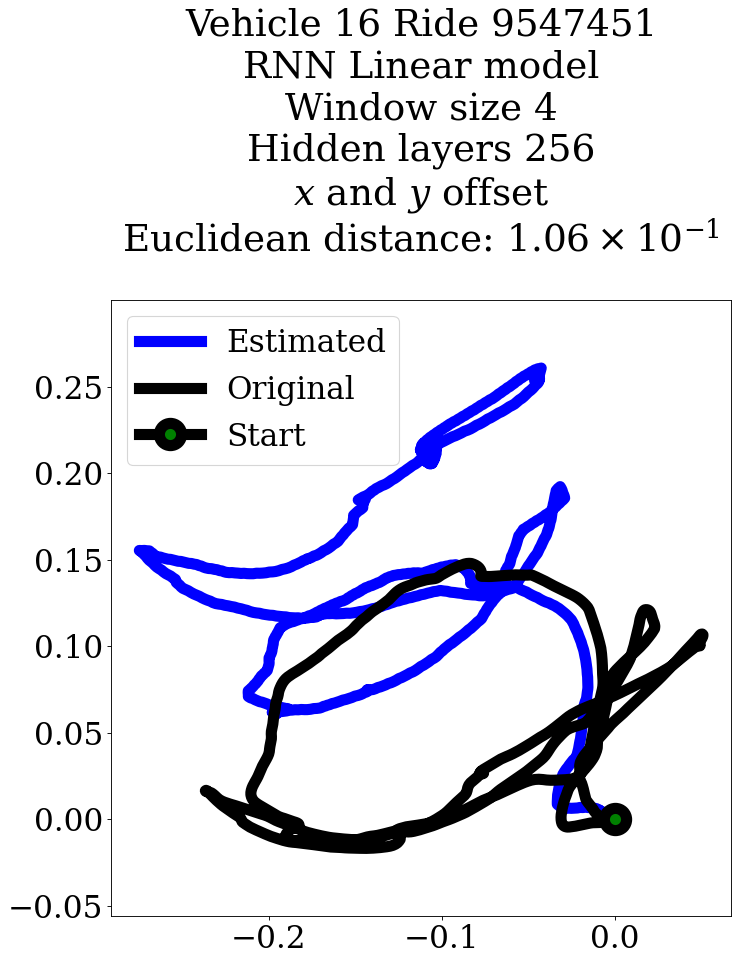 Vehicle 16 Ride 9547451
RNN Linear model
Window size 4
Hidden layers 256
x and y offset
Euclidean distance: 1.06 × 10⁻¹
Estimated
Original
Start
0.25
0.20
0.15
0.10
0.05
0.00
−0.05
−0.2
−0.1
0.0